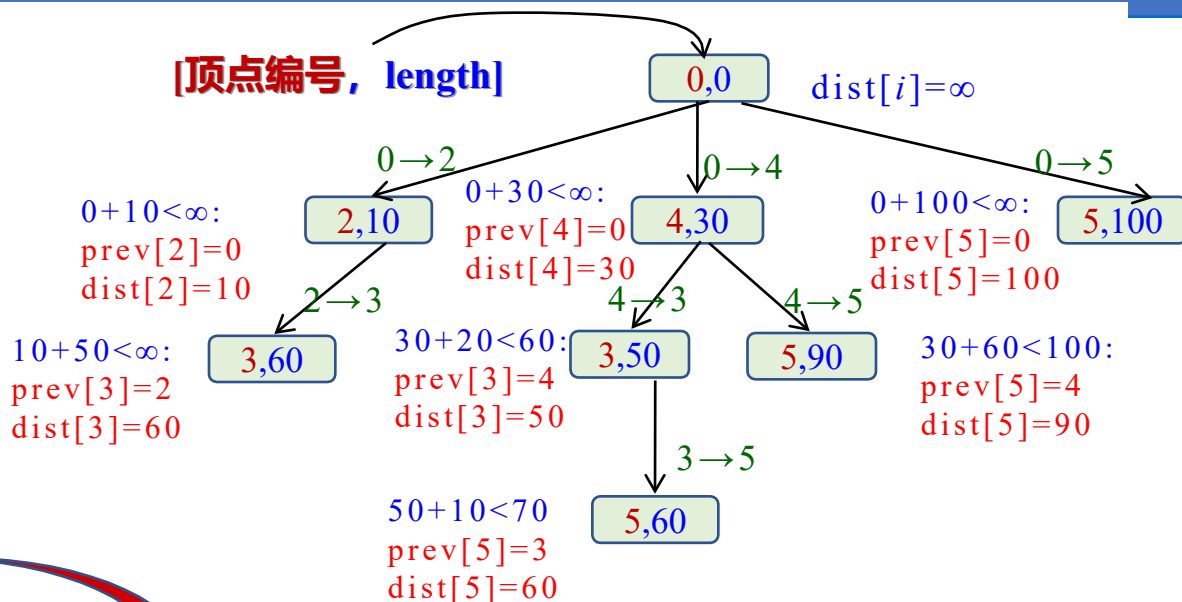 [顶点编号，length]
0,0
dist[i]=∞
0→2
0→4
0→5
0+10<∞:
prev[2]=0
dist[2]=10
2,10
0+30<∞:
prev[4]=0
dist[4]=30
4,30
0+100<∞:
prev[5]=0
dist[5]=100
5,100
2→3
4→3
4→5
10+50<∞:
prev[3]=2
dist[3]=60
3,60
30+20<60:
prev[3]=4
dist[3]=50
3,50
5,90
30+60<100:
prev[5]=4
dist[5]=90
3→5
50+10<70
prev[5]=3
dist[5]=60
5,60